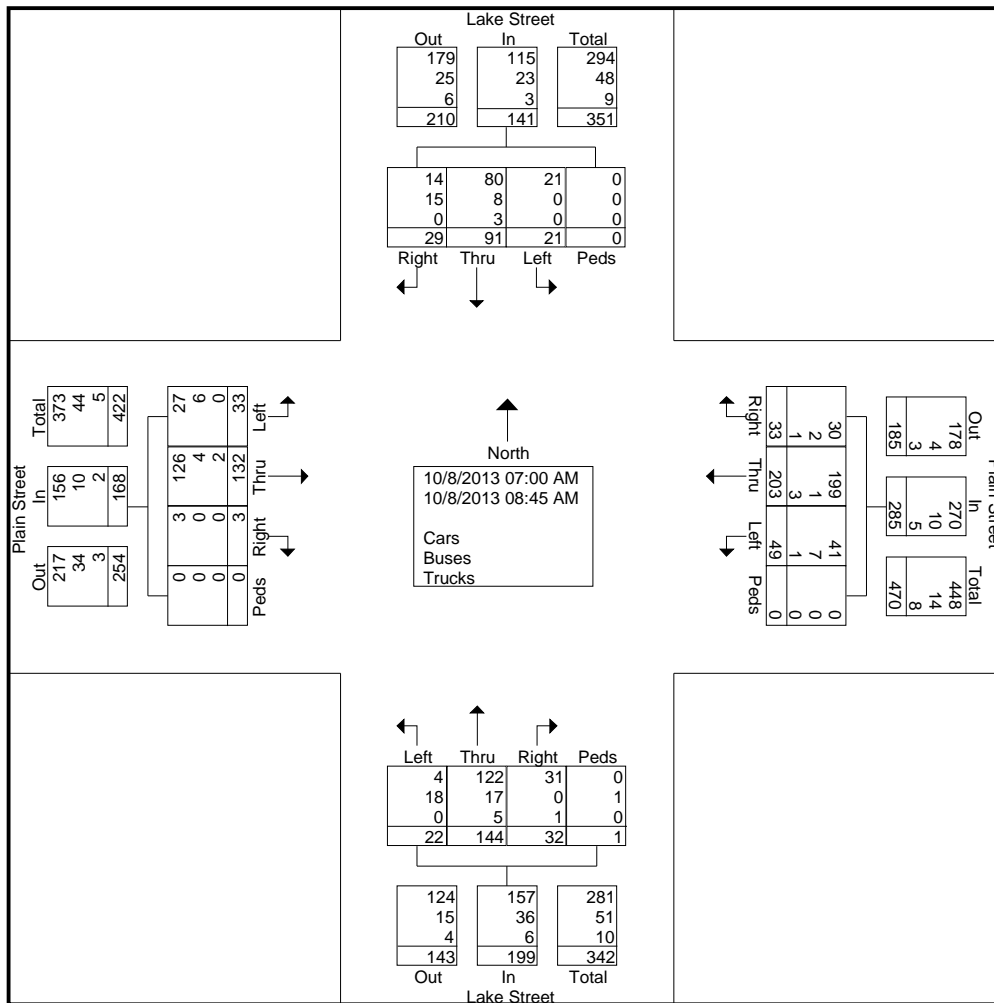 Lake Street
Out In Total
179 115 294
25 23 48
6 3 9
210 141 351
14 80 21 0
15 8 0 0
0 3 0 0
29 91 21 0
Right Thru Left Peds
Plain Street
Total
373 44 5 422
In
156 10 2 168
Out
217 34 3 254
Left
27 6 0 33
Thru
126 4 2 132
Right
3 0 0 3
Peds
0 0 0 0
North
10/8/2013 07:00 AM
10/8/2013 08:45 AM
Cars
Buses
Trucks
Right
30 2 1 33
Thru
199 1 3 203
Left
41 7 1 49
Peds
0 0 0 0
Plain Street
Out
178 4 3 185
In
270 10 5 285
Total
448 14 8 470
Left Thru Right Peds
4 122 31 0
18 17 0 1
0 5 1 0
22 144 32 1
124 157 281
15 36 51
4 6 10
143 199 342
Out In Total
Lake Street